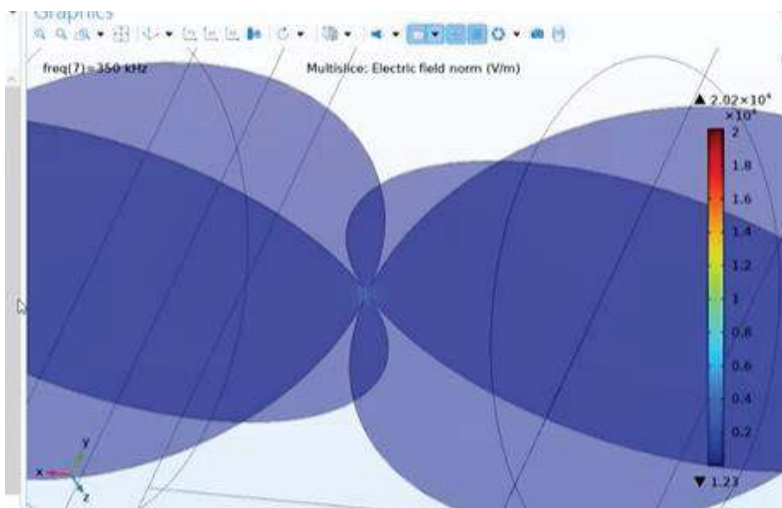 Graphics
freq(7)=350 kHz
Multislice: Electric field norm (V/m)
▲ 2.02×10⁴
×10⁴
2
1.8
1.6
1.4
1.2
1
0.8
0.6
0.4
0.2
▼ 1.23
y
x
z